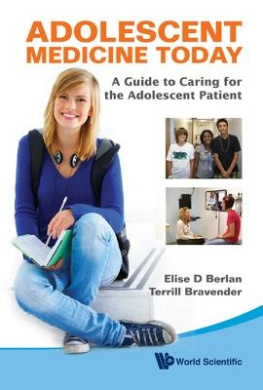 ADOLESCENT
MEDICINE TODAY
A Guide to Caring for
the Adolescent Patient
Elise D Berlan
Terrill Bravender
World Scientific